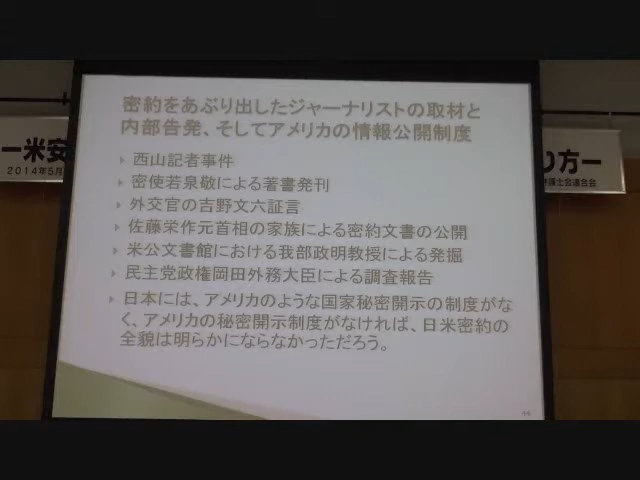 密約をあぶり出したジャーナリストの取材と
内部告発、そしてアメリカの情報公開制度
ー米安
り方ー
2014年5月
弁護士会連合会
西山記者事件
密使若泉敬による著書発刊
外交官の吉野文六証言
佐藤栄作元首相の家族による密約文書の公開
米公文書館における我部政明教授による発掘
民主党政権岡田外務大臣による調査報告
日本には、アメリカのような国家秘密開示の制度がな
く、アメリカの秘密開示制度がなければ、日米密約の
全貌は明らかにならなかっただろう。
44